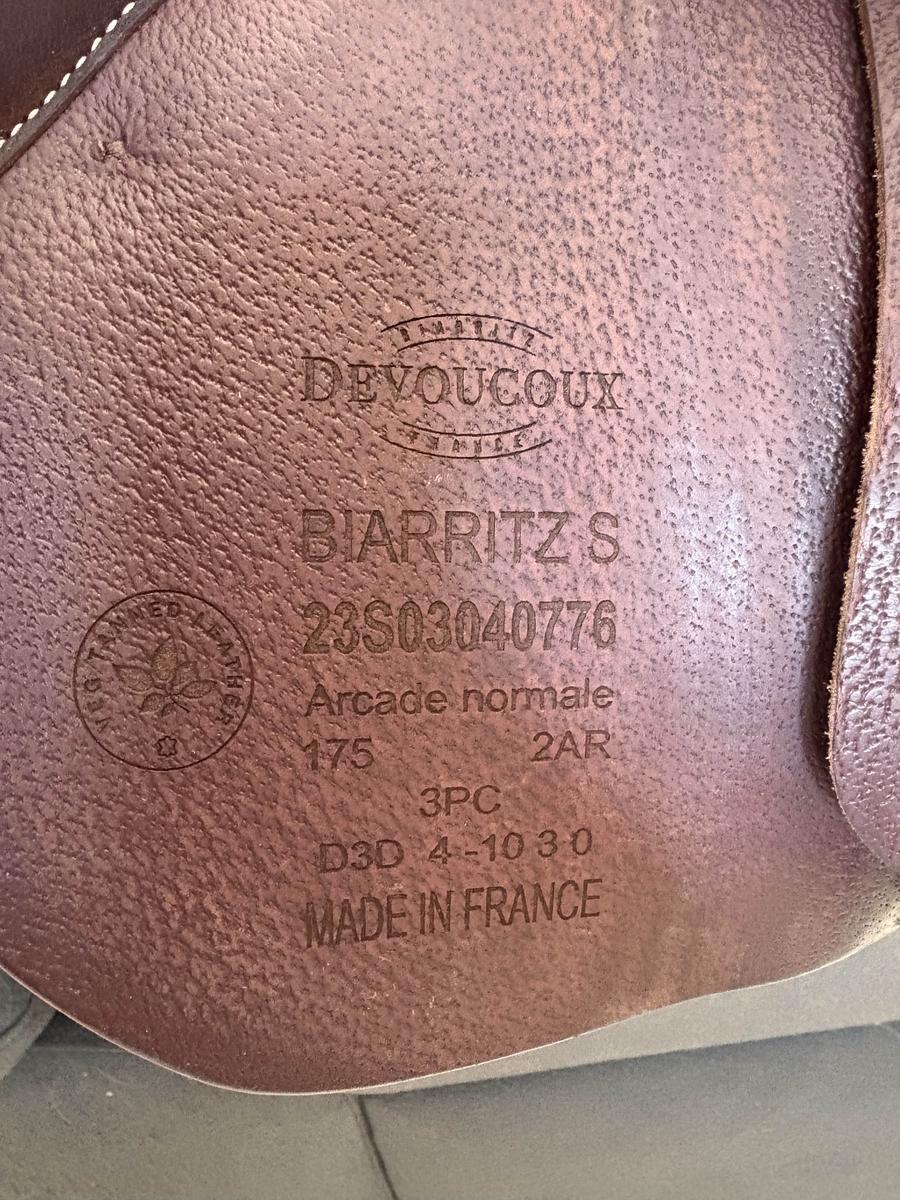 BIARRITZ
DEVOUCOUX
FRANCE
BIARRITZ S
23S03040776
VEG TANNED LEATHER
Arcade normale
175 2AR
3PC
D3D 4 -10 3 0
MADE IN FRANCE